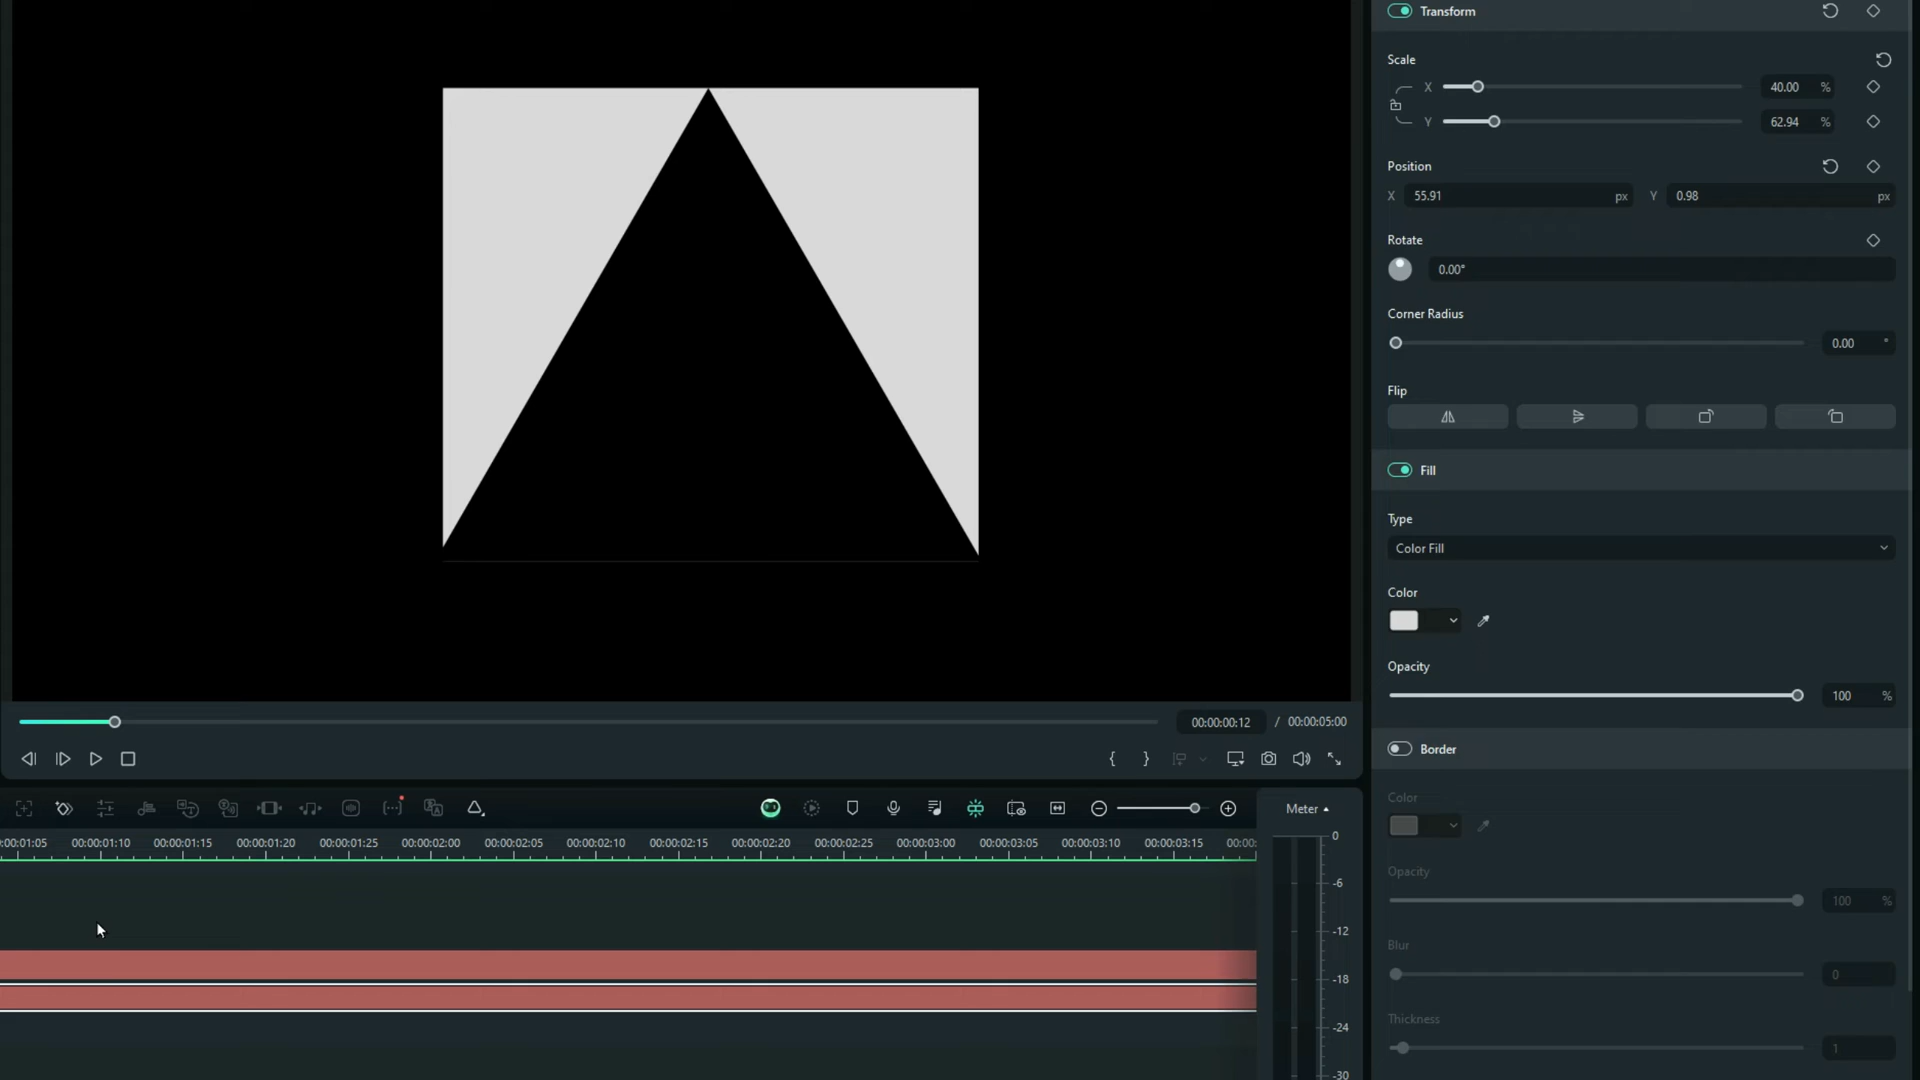 Transform
Scale
X 40.00 %
Y 62.94 %
Position
X 55.91 px Y 0.98 px
Rotate
0.00°
Corner Radius
0.00 °
Flip
Fill
Type
Color Fill
Color
Opacity
100 %
Border
Color
Opacity
100 %
Blur
0
Thickness
1
00:00:00:12 / 00:00:05:00
{ }
Meter
00:00:01:05 00:00:01:10 00:00:01:15 00:00:01:20 00:00:01:25 00:00:02:00 00:00:02:05 00:00:02:10 00:00:02:15 00:00:02:20 00:00:02:25 00:00:03:00 00:00:03:05 00:00:03:10 00:00:03:15 00:00:
0
-6
-12
-18
-24
-30